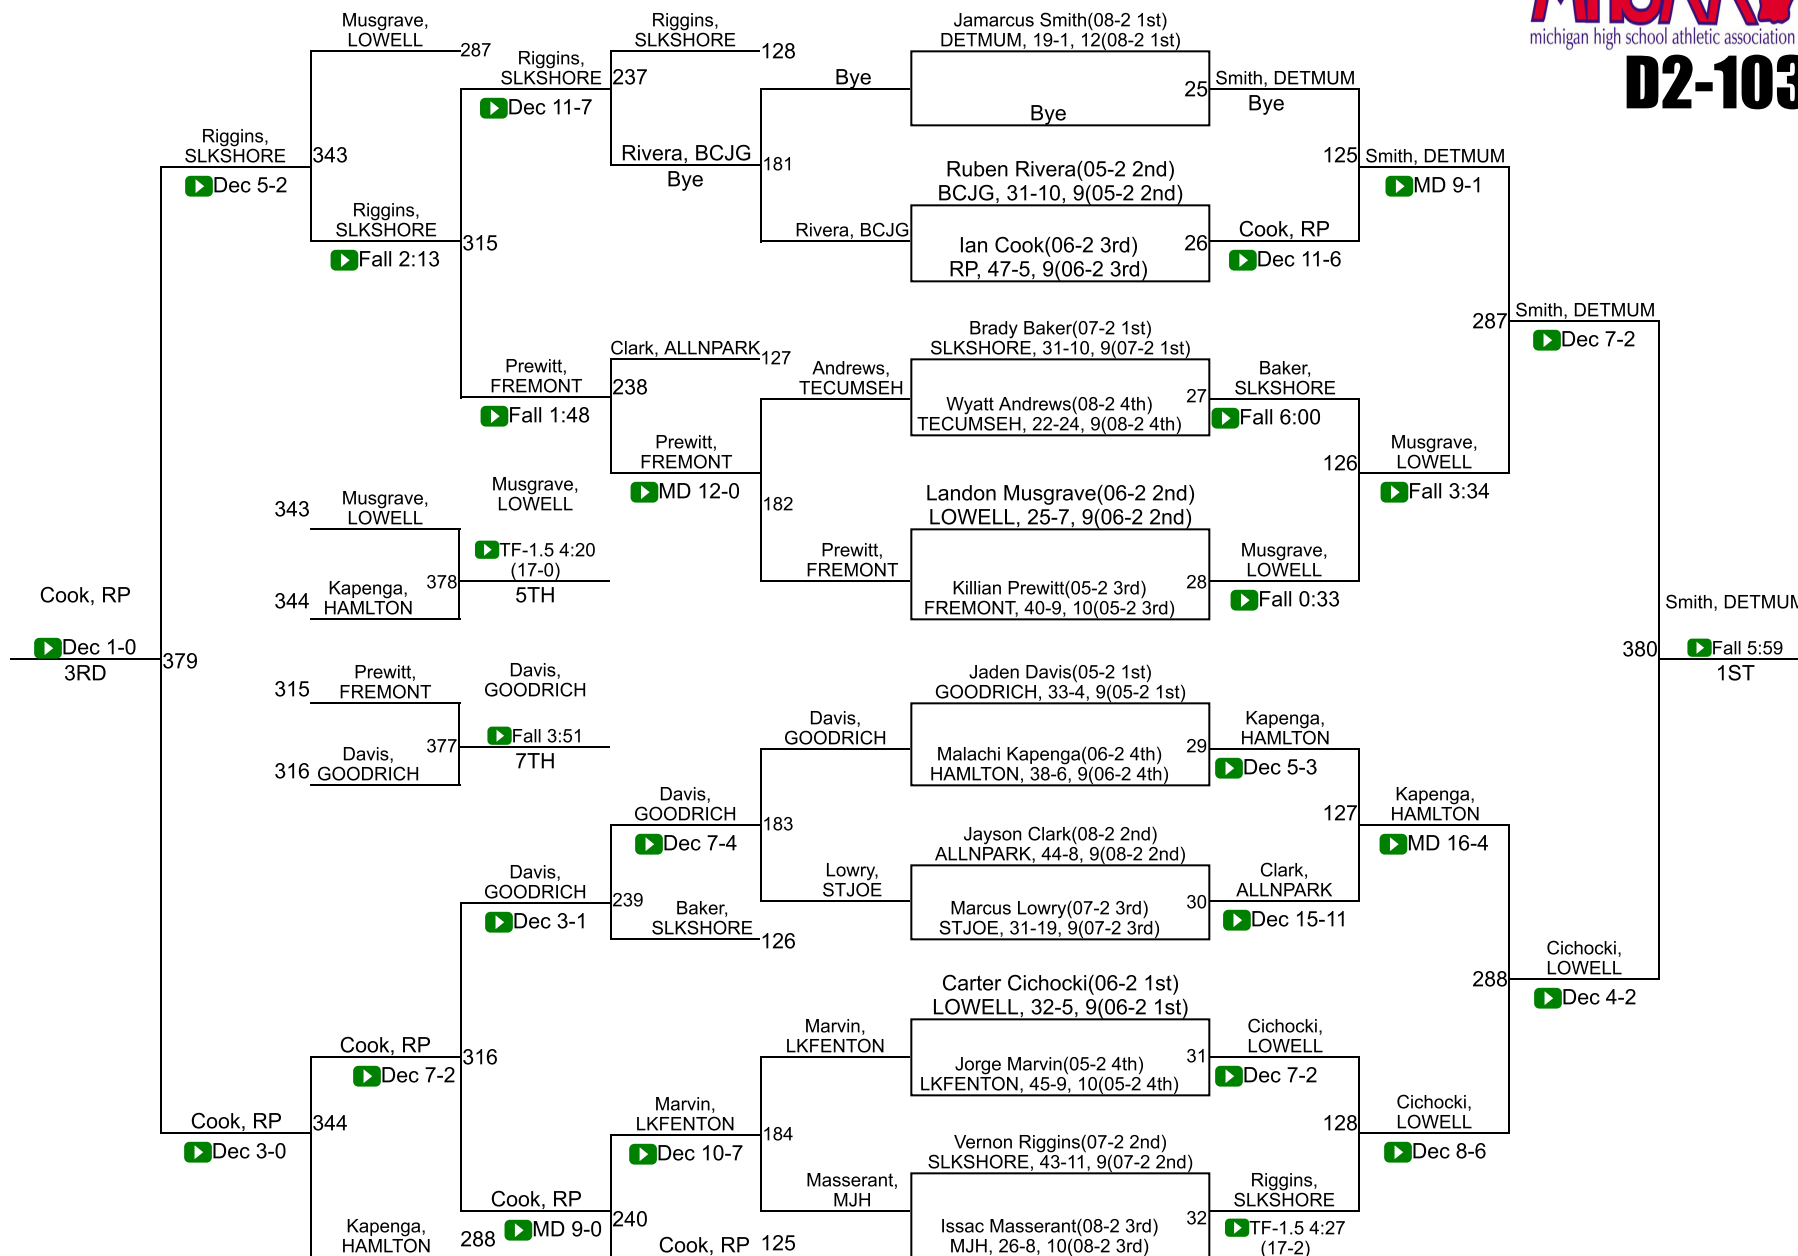 MHSAA
michigan high school athletic association
D2-103
Musgrave,
LOWELL
287
Riggins,
SLKSHORE
Dec 11-7
237
Riggins,
SLKSHORE
128
Rivera, BCJG
Bye
181
Bye
Rivera, BCJG
Riggins,
SLKSHORE
Dec 5-2
343
Riggins,
SLKSHORE
Fall 2:13
315
Prewitt,
FREMONT
Fall 1:48
238
Clark, ALLNPARK
127
Prewitt,
FREMONT
MD 12-0
182
Andrews,
TECUMSEH
Prewitt,
FREMONT
343
Musgrave,
LOWELL
344
Kapenga,
HAMLTON
378
Musgrave,
LOWELL
TF-1.5 4:20
(17-0)
5TH
Cook, RP
Dec 1-0
3RD
379
315
Prewitt,
FREMONT
316
Davis,
GOODRICH
377
Davis,
GOODRICH
Fall 3:51
7TH
Davis,
GOODRICH
Dec 3-1
239
Davis,
GOODRICH
Dec 7-4
183
Davis,
GOODRICH
Lowry,
STJOE
Baker,
SLKSHORE
126
Cook, RP
Dec 7-2
316
Cook, RP
Dec 3-0
344
Kapenga,
HAMLTON
288
Cook, RP
MD 9-0
240
Marvin,
LKFENTON
Dec 10-7
184
Marvin,
LKFENTON
Masserant,
MJH
Cook, RP
125
Jamarcus Smith(08-2 1st)
DETMUM, 19-1, 12(08-2 1st)
Bye
25
Smith, DETMUM
Bye
Ruben Rivera(05-2 2nd)
BCJG, 31-10, 9(05-2 2nd)
Ian Cook(06-2 3rd)
RP, 47-5, 9(06-2 3rd)
26
Cook, RP
Dec 11-6
125
Smith, DETMUM
MD 9-1
Brady Baker(07-2 1st)
SLKSHORE, 31-10, 9(07-2 1st)
Wyatt Andrews(08-2 4th)
TECUMSEH, 22-24, 9(08-2 4th)
27
Baker,
SLKSHORE
Fall 6:00
Landon Musgrave(06-2 2nd)
LOWELL, 25-7, 9(06-2 2nd)
Killian Prewitt(05-2 3rd)
FREMONT, 40-9, 10(05-2 3rd)
28
Musgrave,
LOWELL
Fall 0:33
126
Musgrave,
LOWELL
Fall 3:34
287
Smith, DETMUM
Dec 7-2
Jaden Davis(05-2 1st)
GOODRICH, 33-4, 9(05-2 1st)
Malachi Kapenga(06-2 4th)
HAMLTON, 38-6, 9(06-2 4th)
29
Kapenga,
HAMLTON
Dec 5-3
Jayson Clark(08-2 2nd)
ALLNPARK, 44-8, 9(08-2 2nd)
Marcus Lowry(07-2 3rd)
STJOE, 31-19, 9(07-2 3rd)
30
Clark,
ALLNPARK
Dec 15-11
127
Kapenga,
HAMLTON
MD 16-4
Carter Cichocki(06-2 1st)
LOWELL, 32-5, 9(06-2 1st)
Jorge Marvin(05-2 4th)
LKFENTON, 45-9, 10(05-2 4th)
31
Cichocki,
LOWELL
Dec 7-2
Vernon Riggins(07-2 2nd)
SLKSHORE, 43-11, 9(07-2 2nd)
Issac Masserant(08-2 3rd)
MJH, 26-8, 10(08-2 3rd)
32
Riggins,
SLKSHORE
TF-1.5 4:27
(17-2)
128
Cichocki,
LOWELL
Dec 8-6
288
Cichocki,
LOWELL
Dec 4-2
380
Smith, DETMUM
Fall 5:59
1ST